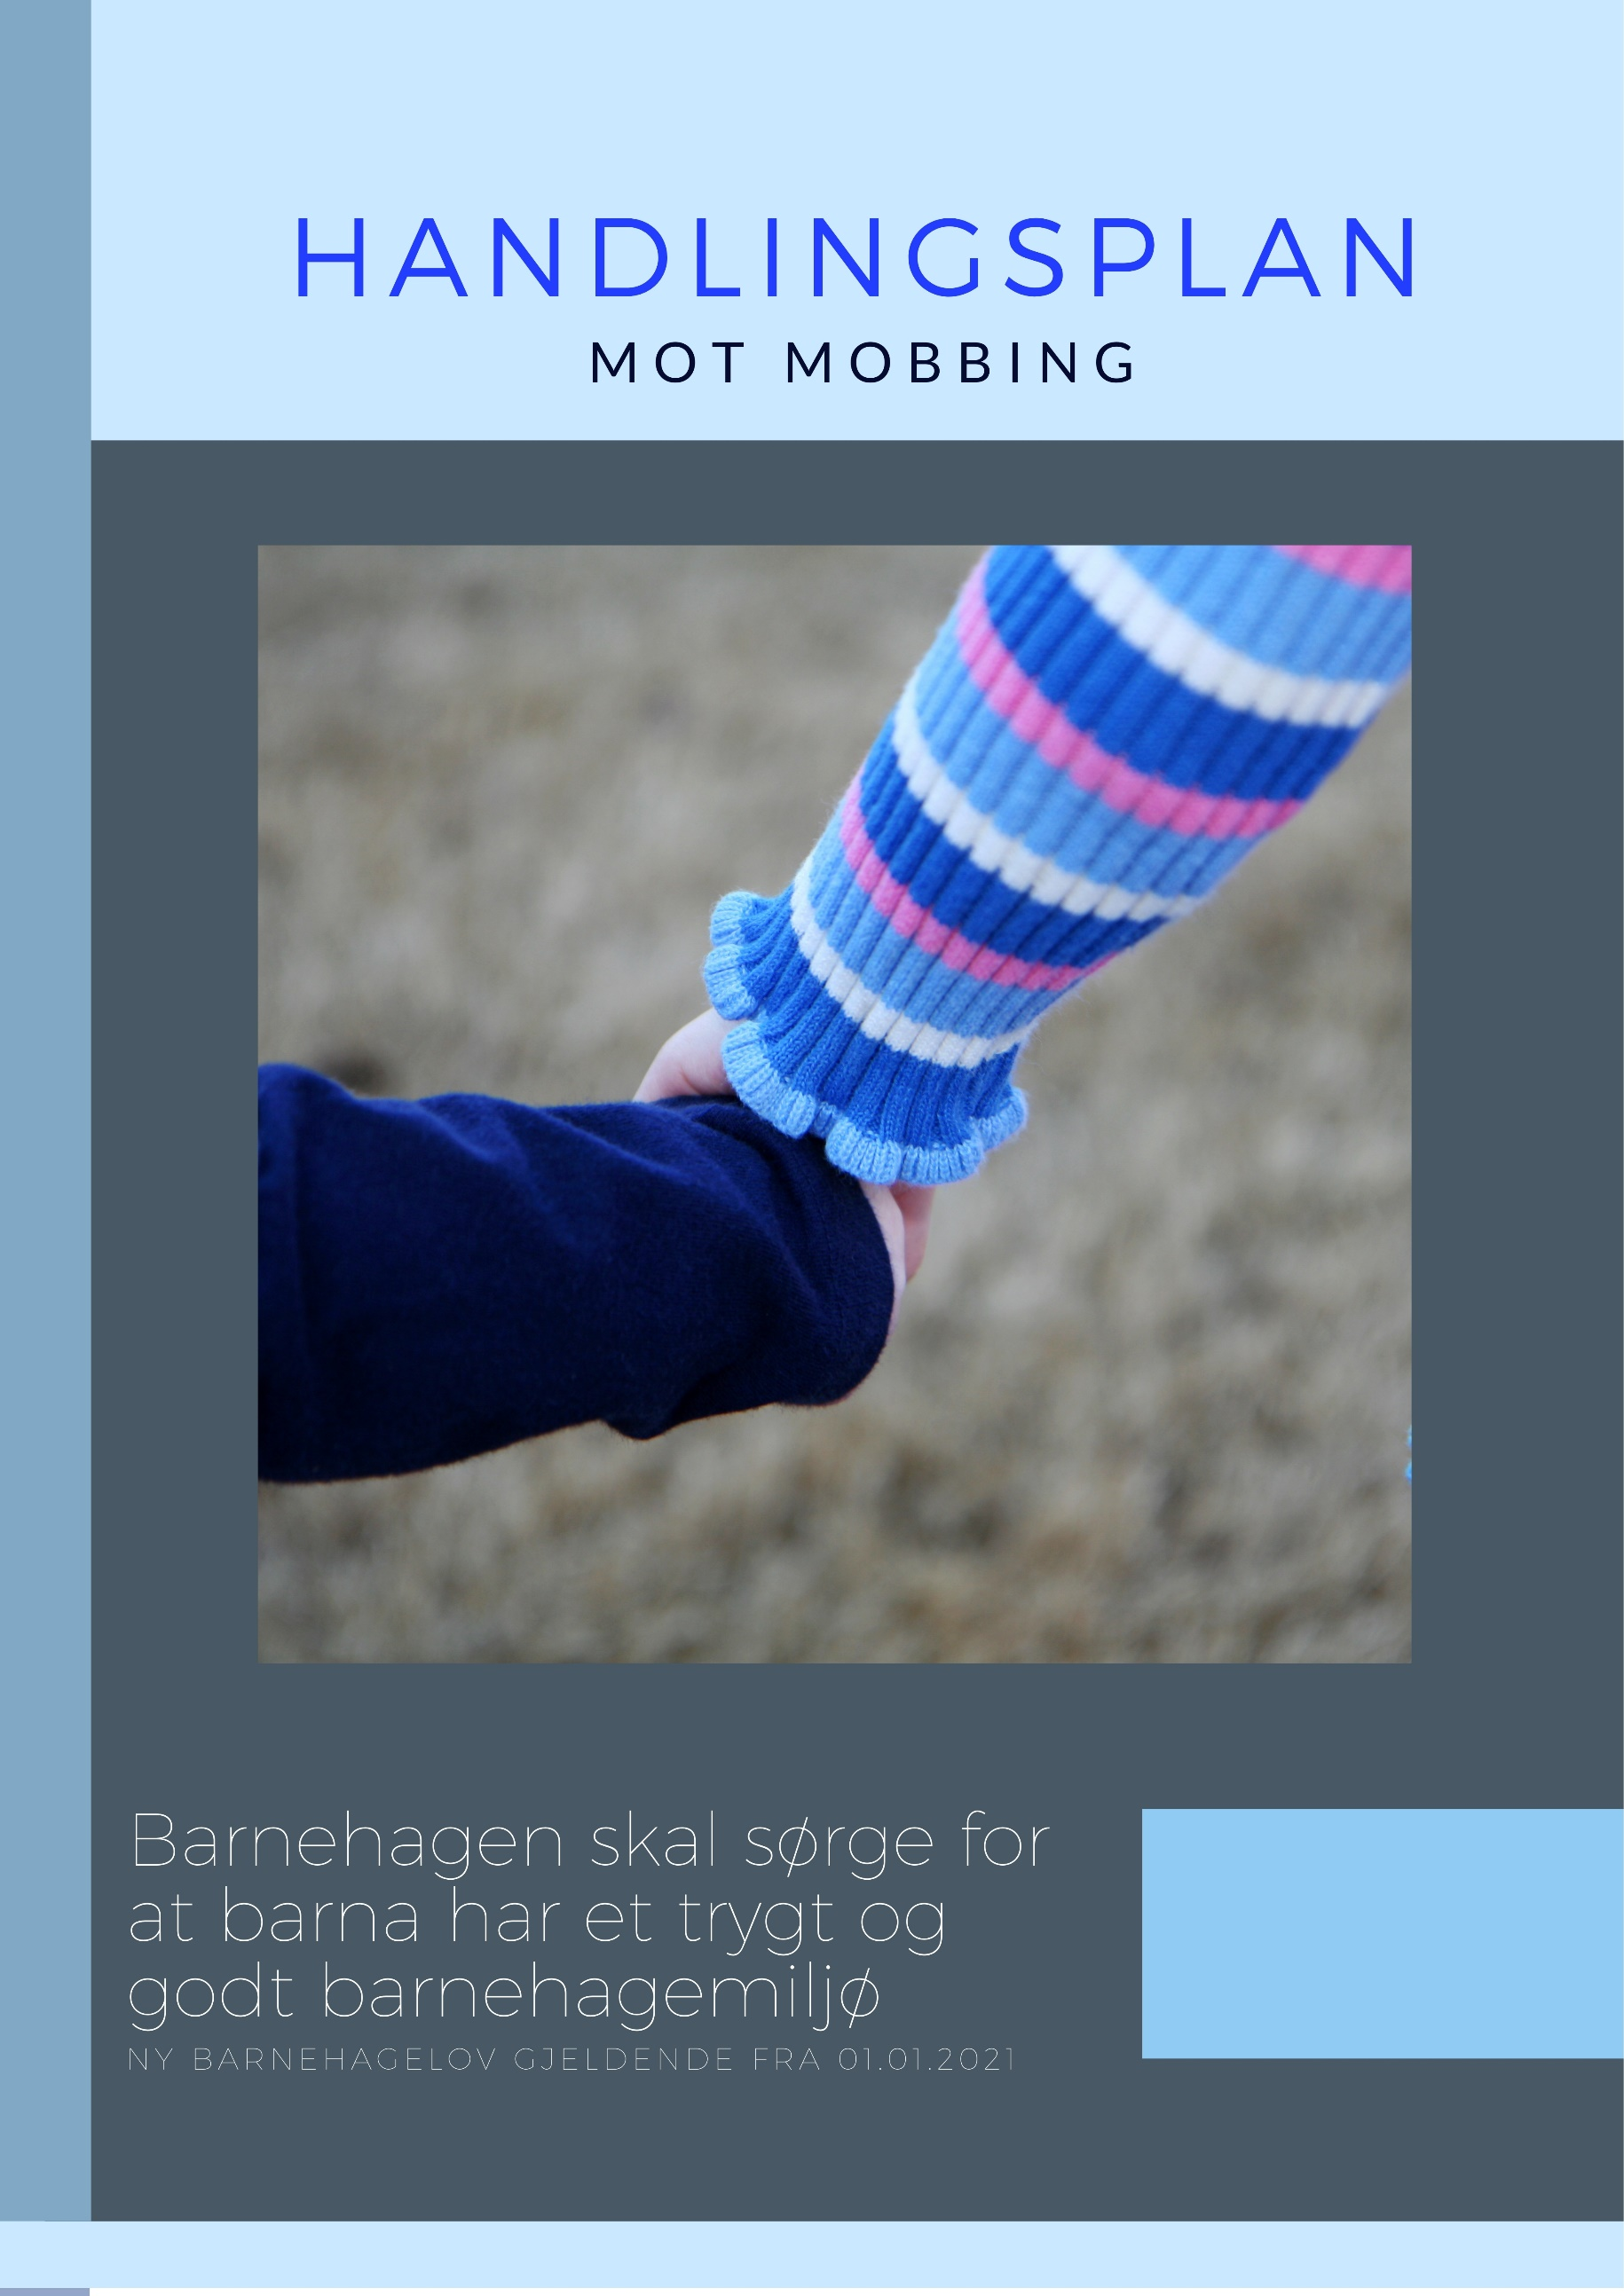 HANDLINGSPLAN
MOT MOBBING
Barnehagen skal sørge for
at barna har et trygt og
godt barnehagemiljø
NY BARNEHAGELOV GJELDENDE FRA 01.01.2021